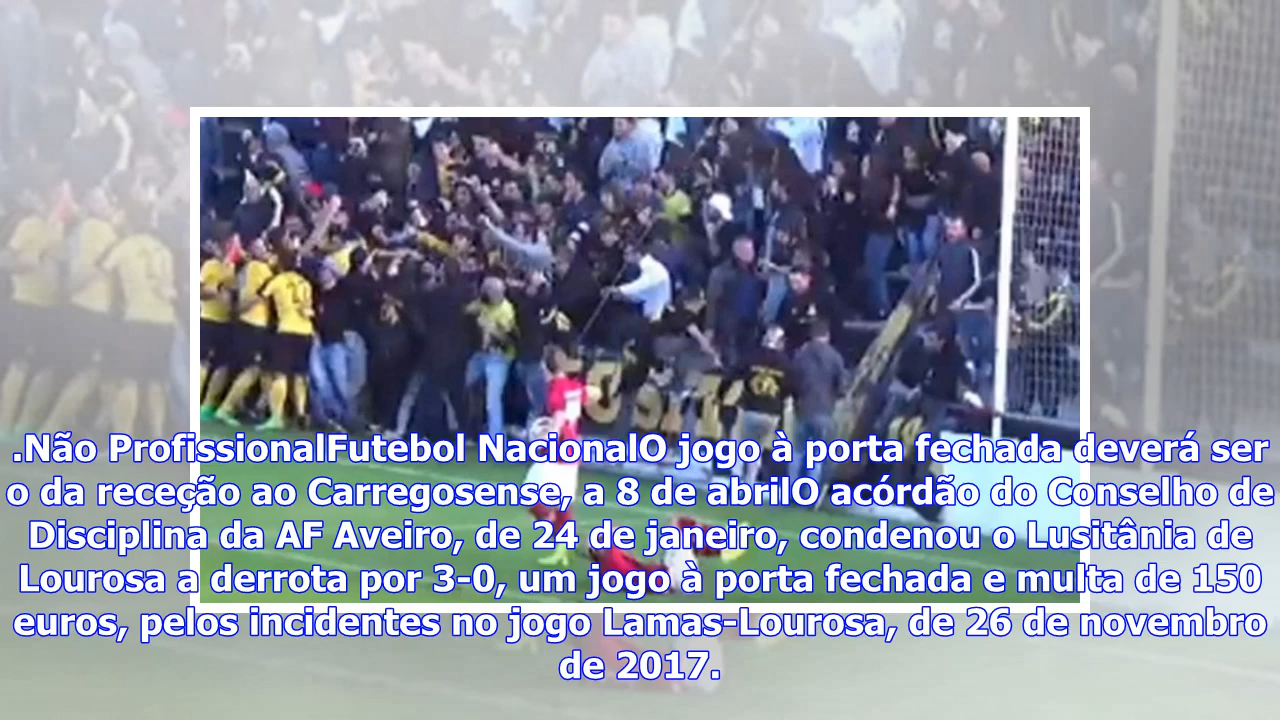 .Não ProfissionalFutebol NacionalO jogo à porta fechada deverá ser
o da receção ao Carregosense, a 8 de abrilO acórdão do Conselho de
Disciplina da AF Aveiro, de 24 de janeiro, condenou o Lusitânia de
Lourosa a derrota por 3-0, um jogo à porta fechada e multa de 150
euros, pelos incidentes no jogo Lamas-Lourosa, de 26 de novembro
de 2017.